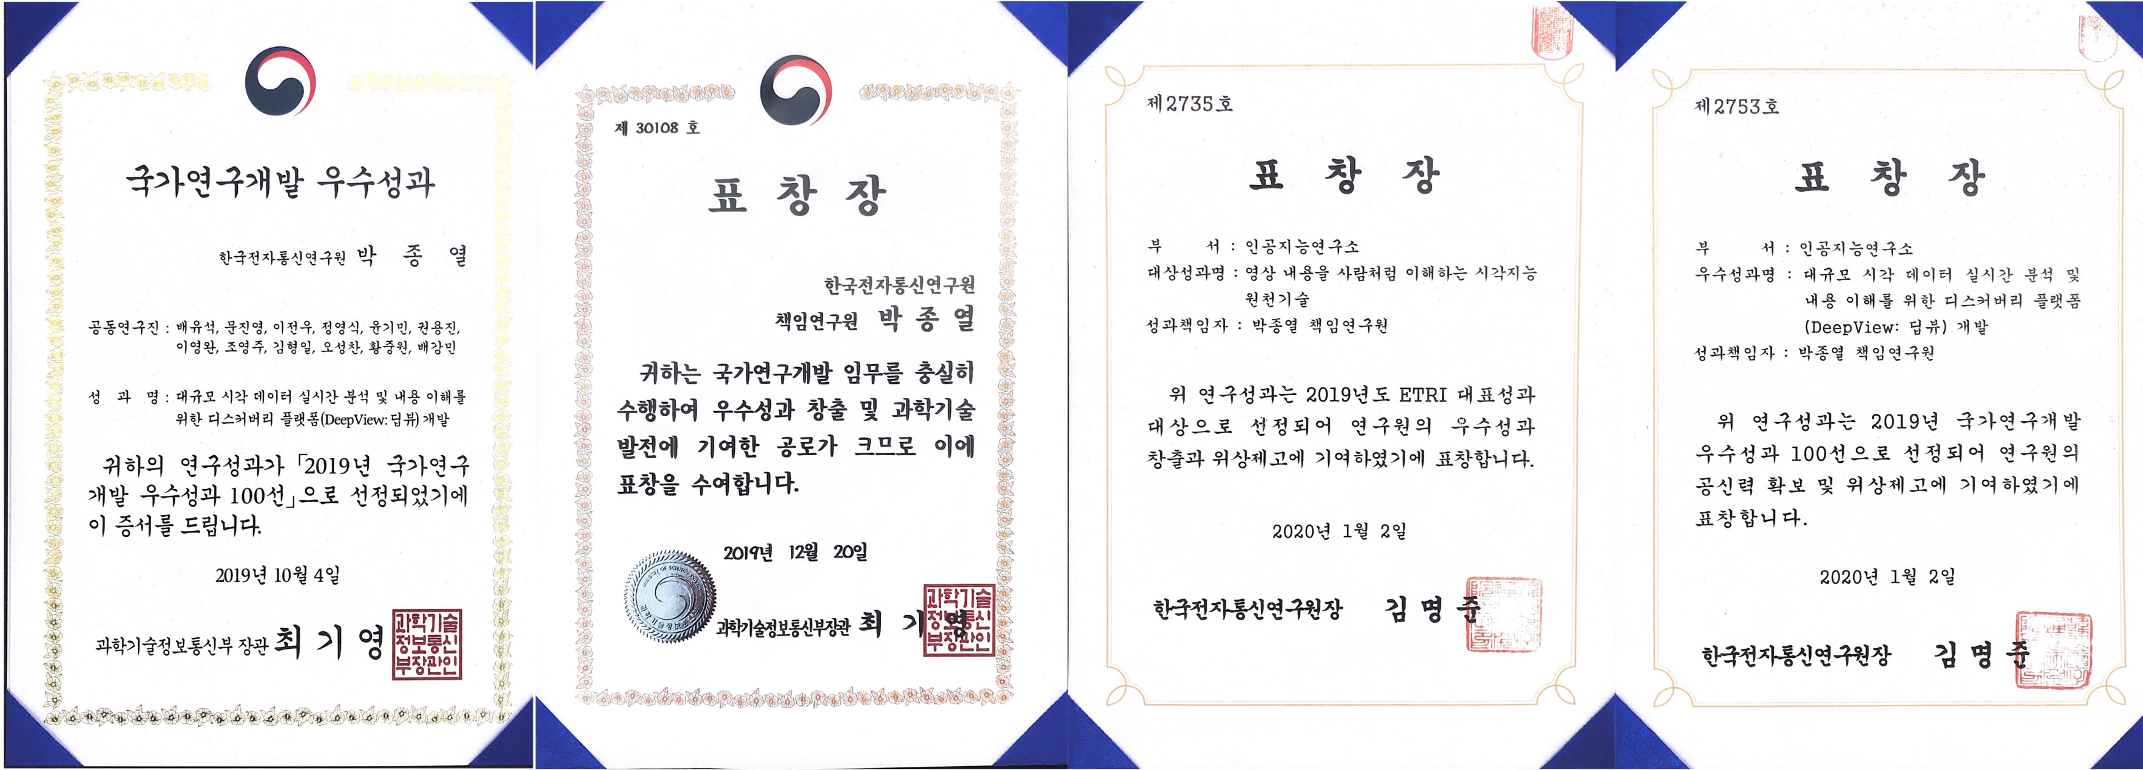 국가연구개발 우수성과
한국전자통신연구원 박 종 열
공동연구진 : 배유석, 문진영, 이전우, 정영식, 윤기민, 권용진,
이영완, 조영주, 김형일, 오성찬, 황중원, 배강민
성 과 명 : 대규모 시각 데이터 실시간 분석 및 내용 이해를
위한 디스커버리 플랫폼(DeepView: 딥뷰) 개발
귀하의 연구성과가 「2019년 국가연구
개발 우수성과 100선」으로 선정되었기에
이 증서를 드립니다.
2019년 10월 4일
과학기술정보통신부 장관 최 기 영
과학기술
정보통신
부장관인
제 30108 호
표 창 장
한국전자통신연구원
책임연구원 박 종 열
귀하는 국가연구개발 임무를 충실히
수행하여 우수성과 창출 및 과학기술
발전에 기여한 공로가 크므로 이에
표창을 수여합니다.
2019년 12월 20일
과학기술정보통신부장관 최 기 영
과학기술
정보통신
부장관인
제2735호
표 창 장
부 서 : 인공지능연구소
대상성과명 : 영상 내용을 사람처럼 이해하는 시각지능
원천기술
성과책임자 : 박종열 책임연구원
위 연구성과는 2019년도 ETRI 대표성과
대상으로 선정되어 연구원의 우수성과
창출과 위상제고에 기여하였기에 표창합니다.
2020년 1월 2일
한국전자통신연구원장 김 명 준
제2753호
표 창 장
부 서 : 인공지능연구소
우수성과명 : 대규모 시각 데이터 실시간 분석 및
내용 이해를 위한 디스커버리 플랫폼
(DeepView: 딥뷰) 개발
성과책임자 : 박종열 책임연구원
위 연구성과는 2019년 국가연구개발
우수성과 100선으로 선정되어 연구원의
공신력 확보 및 위상제고에 기여하였기에
표창합니다.
2020년 1월 2일
한국전자통신연구원장 김 명 준